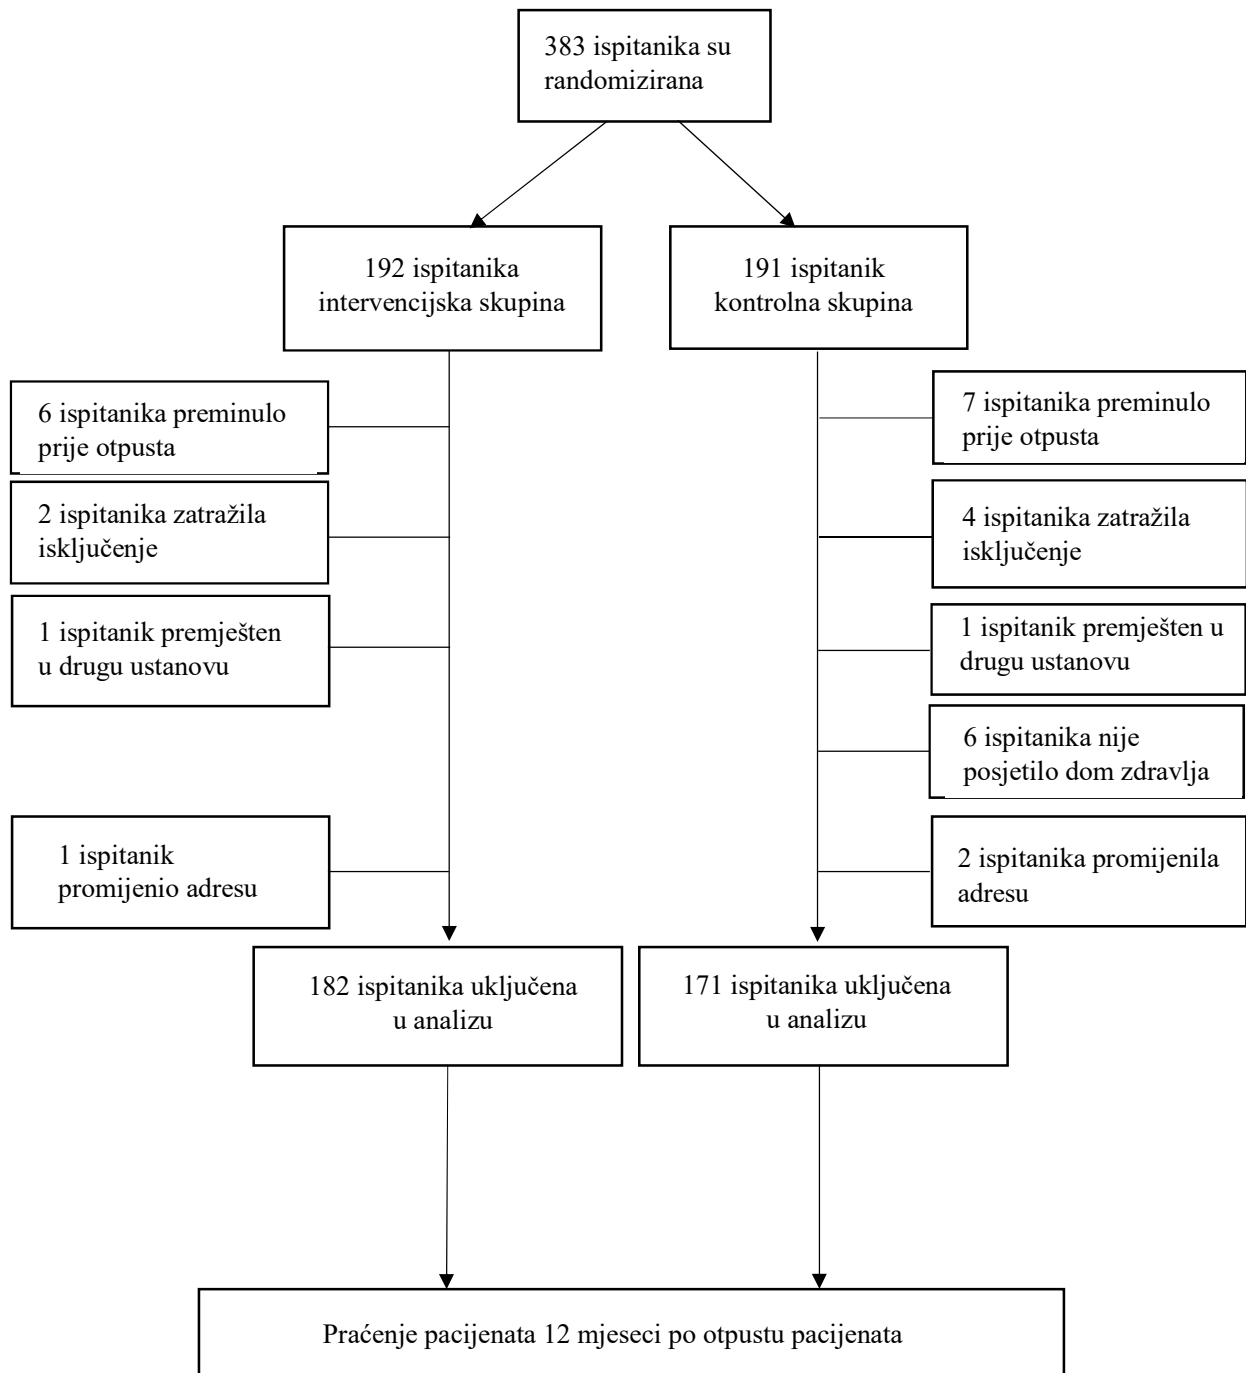 383 ispitanika su
randomizirana
192 ispitanika
intervencijska skupina
191 ispitanik
kontrolna skupina
6 ispitanika preminulo
prije otpusta
7 ispitanika preminulo
prije otpusta
2 ispitanika zatražila
isključenje
4 ispitanika zatražila
isključenje
1 ispitanik premješten
u drugu ustanovu
1 ispitanik premješten u
drugu ustanovu
6 ispitanika nije
posjetilo dom zdravlja
1 ispitanik
promijenio adresu
2 ispitanika promijenila
adresu
182 ispitanika uključena
u analizu
171 ispitanika uključena
u analizu
Praćenje pacijenata 12 mjeseci po otpustu pacijenata